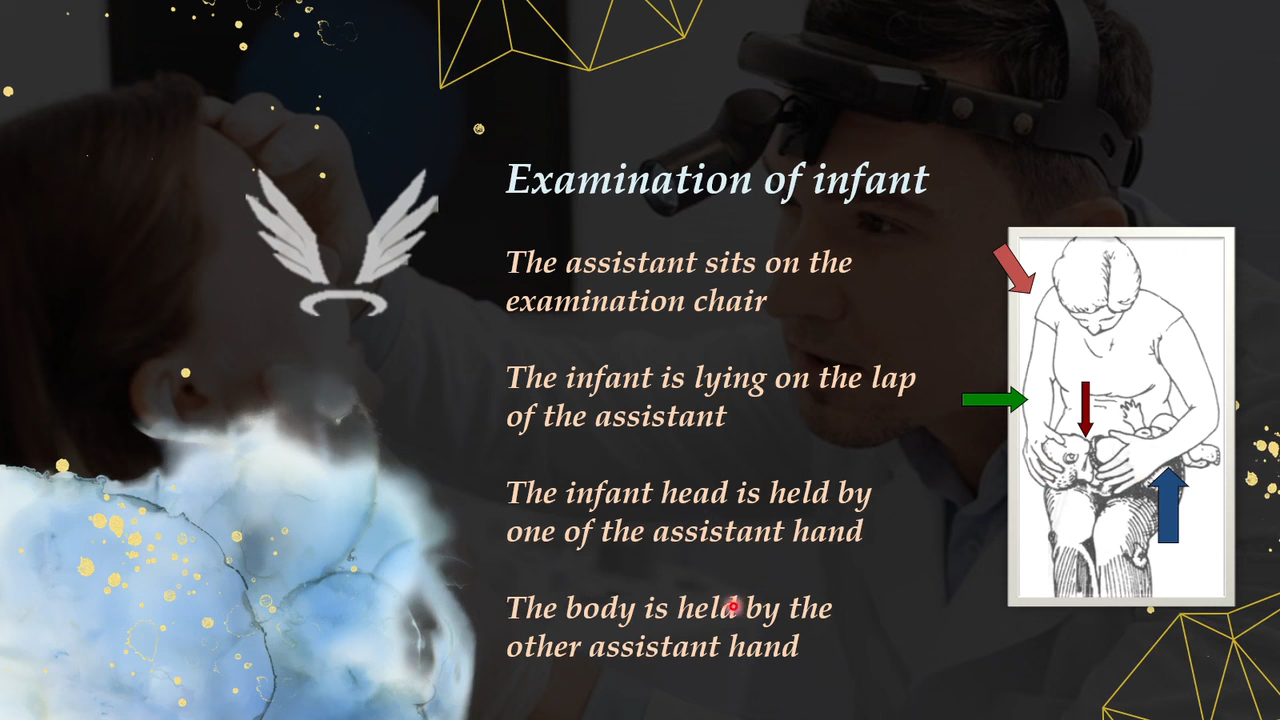 Examination of infant
The assistant sits on the
examination chair
The infant is lying on the lap
of the assistant
The infant head is held by
one of the assistant hand
The body is held by the
other assistant hand